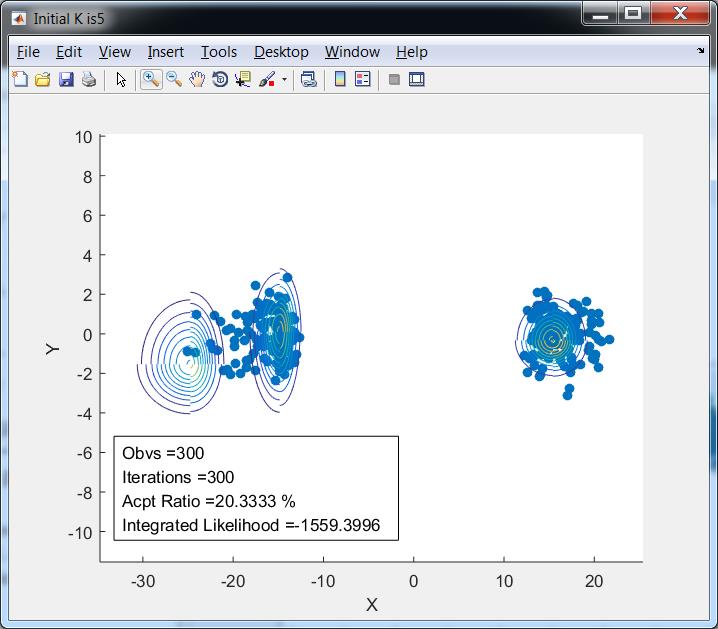 Initial K is5
File Edit View Insert Tools Desktop Window Help
10
8
6
4
2
0
-2
-4
-6
-8
-10
Y
Obvs =300
Iterations =300
Acpt Ratio =20.3333 %
Integrated Likelihood =-1559.3996
-30 -20 -10 0 10 20
X